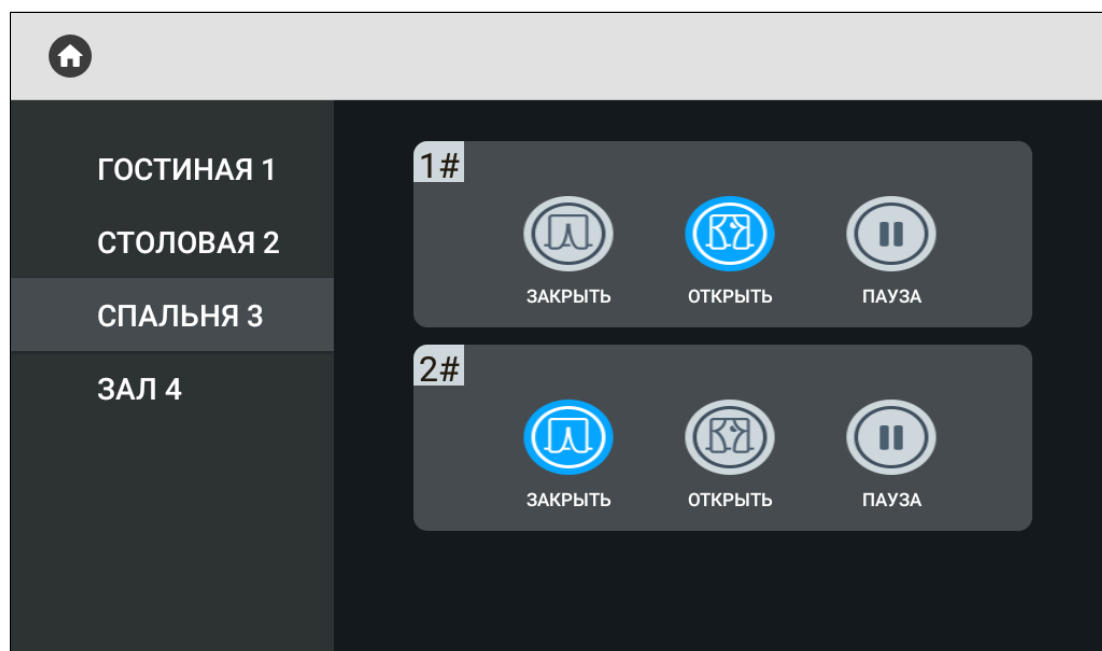 ГОСТИНАЯ 1
СТОЛОВАЯ 2
СПАЛЬНЯ 3
ЗАЛ 4
1#
ЗАКРЫТЬ ОТКРЫТЬ ПАУЗА
2#
ЗАКРЫТЬ ОТКРЫТЬ ПАУЗА